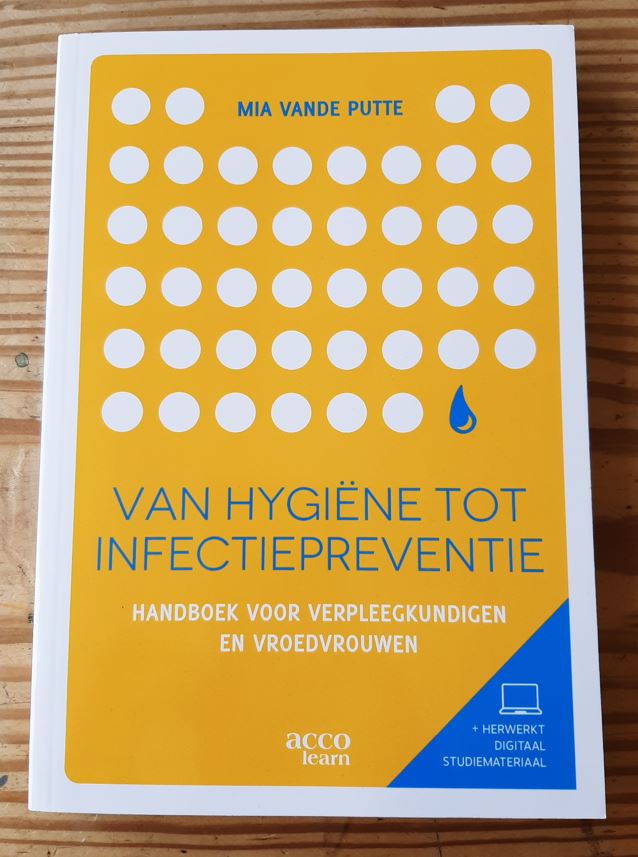 MIA VANDE PUTTE
VAN HYGIËNE TOT
INFECTIEPREVENTIE
HANDBOEK VOOR VERPLEEGKUNDIGEN
EN VROEDVROUWEN
acco
learn
+ HERWERKT
DIGITAAL
STUDIEMATERIAAL